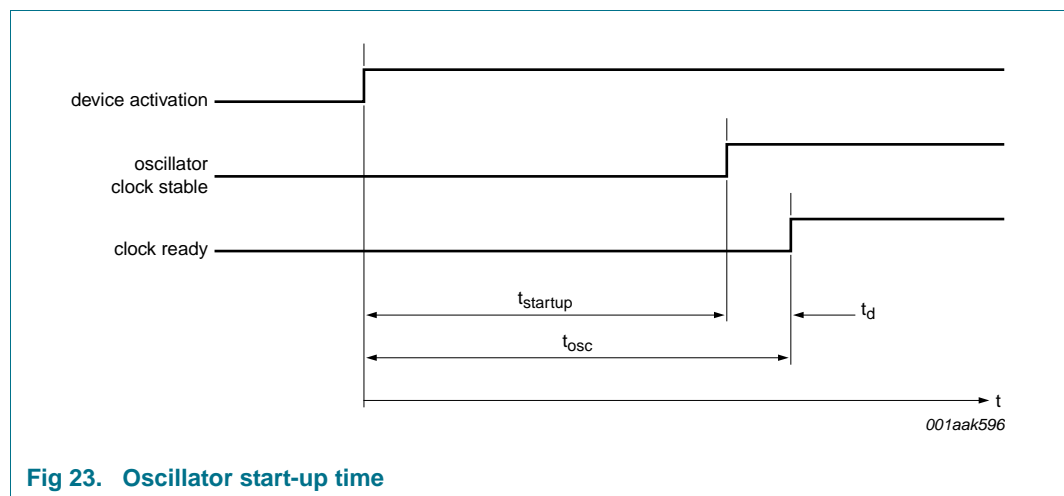 device activation
oscillator
clock stable
clock ready
tstartup
td
tosc
t
001aak596
Fig 23. Oscillator start-up time